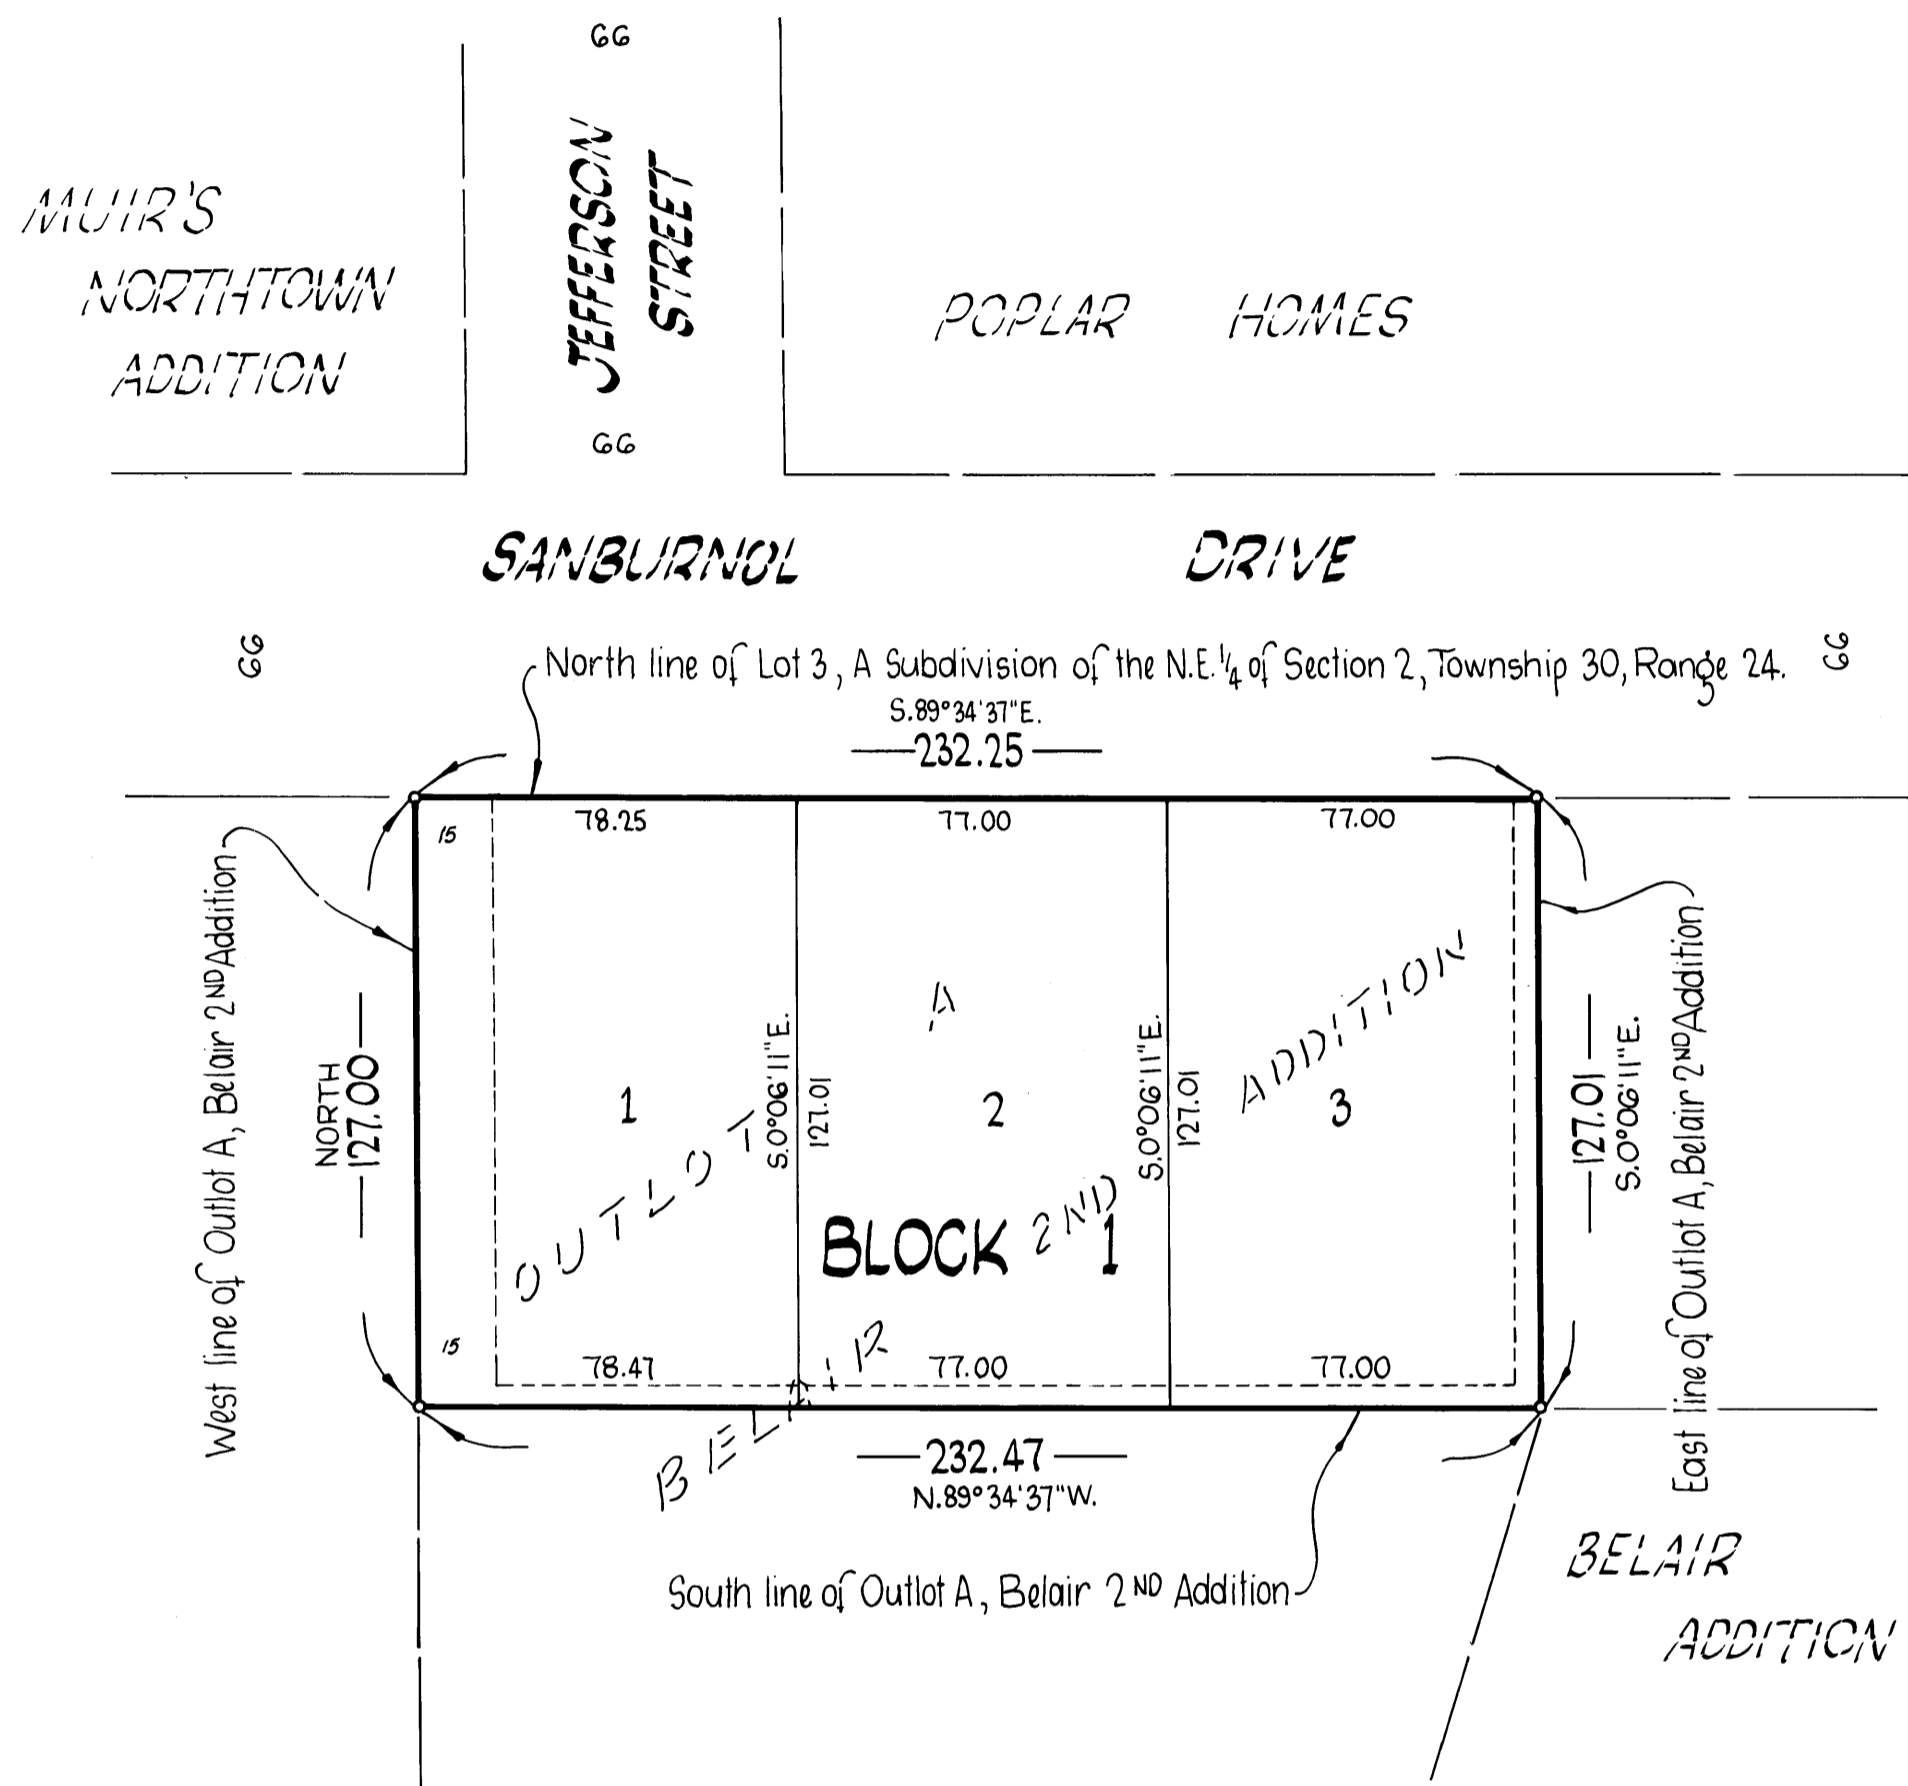 66
JEFFERSON
STREET
66
MUIR'S
NORTHTOWN
ADDITION
POPLAR HOMES
SANBURNOL DRIVE
66
66
North line of Lot 3, A Subdivision of the N.E. 1/4 of Section 2, Township 30, Range 24.
S.89°34'37"E.
232.25
15
78.25
77.00
77.00
West line of Outlot A, Belair 2ND Addition
NORTH
127.00
1
S.0°06'11"E.
127.01
2
S.0°06'11"E.
127.01
3
127.01
S.0°06'11"E.
East line of Outlot A, Belair 2ND Addition
OUTLOT A
BELAIR 2ND ADDITION
BLOCK 1
15
78.47
77.00
77.00
232.47
N.89°34'37"W.
South line of Outlot A, Belair 2ND Addition
BELAIR
ADDITION